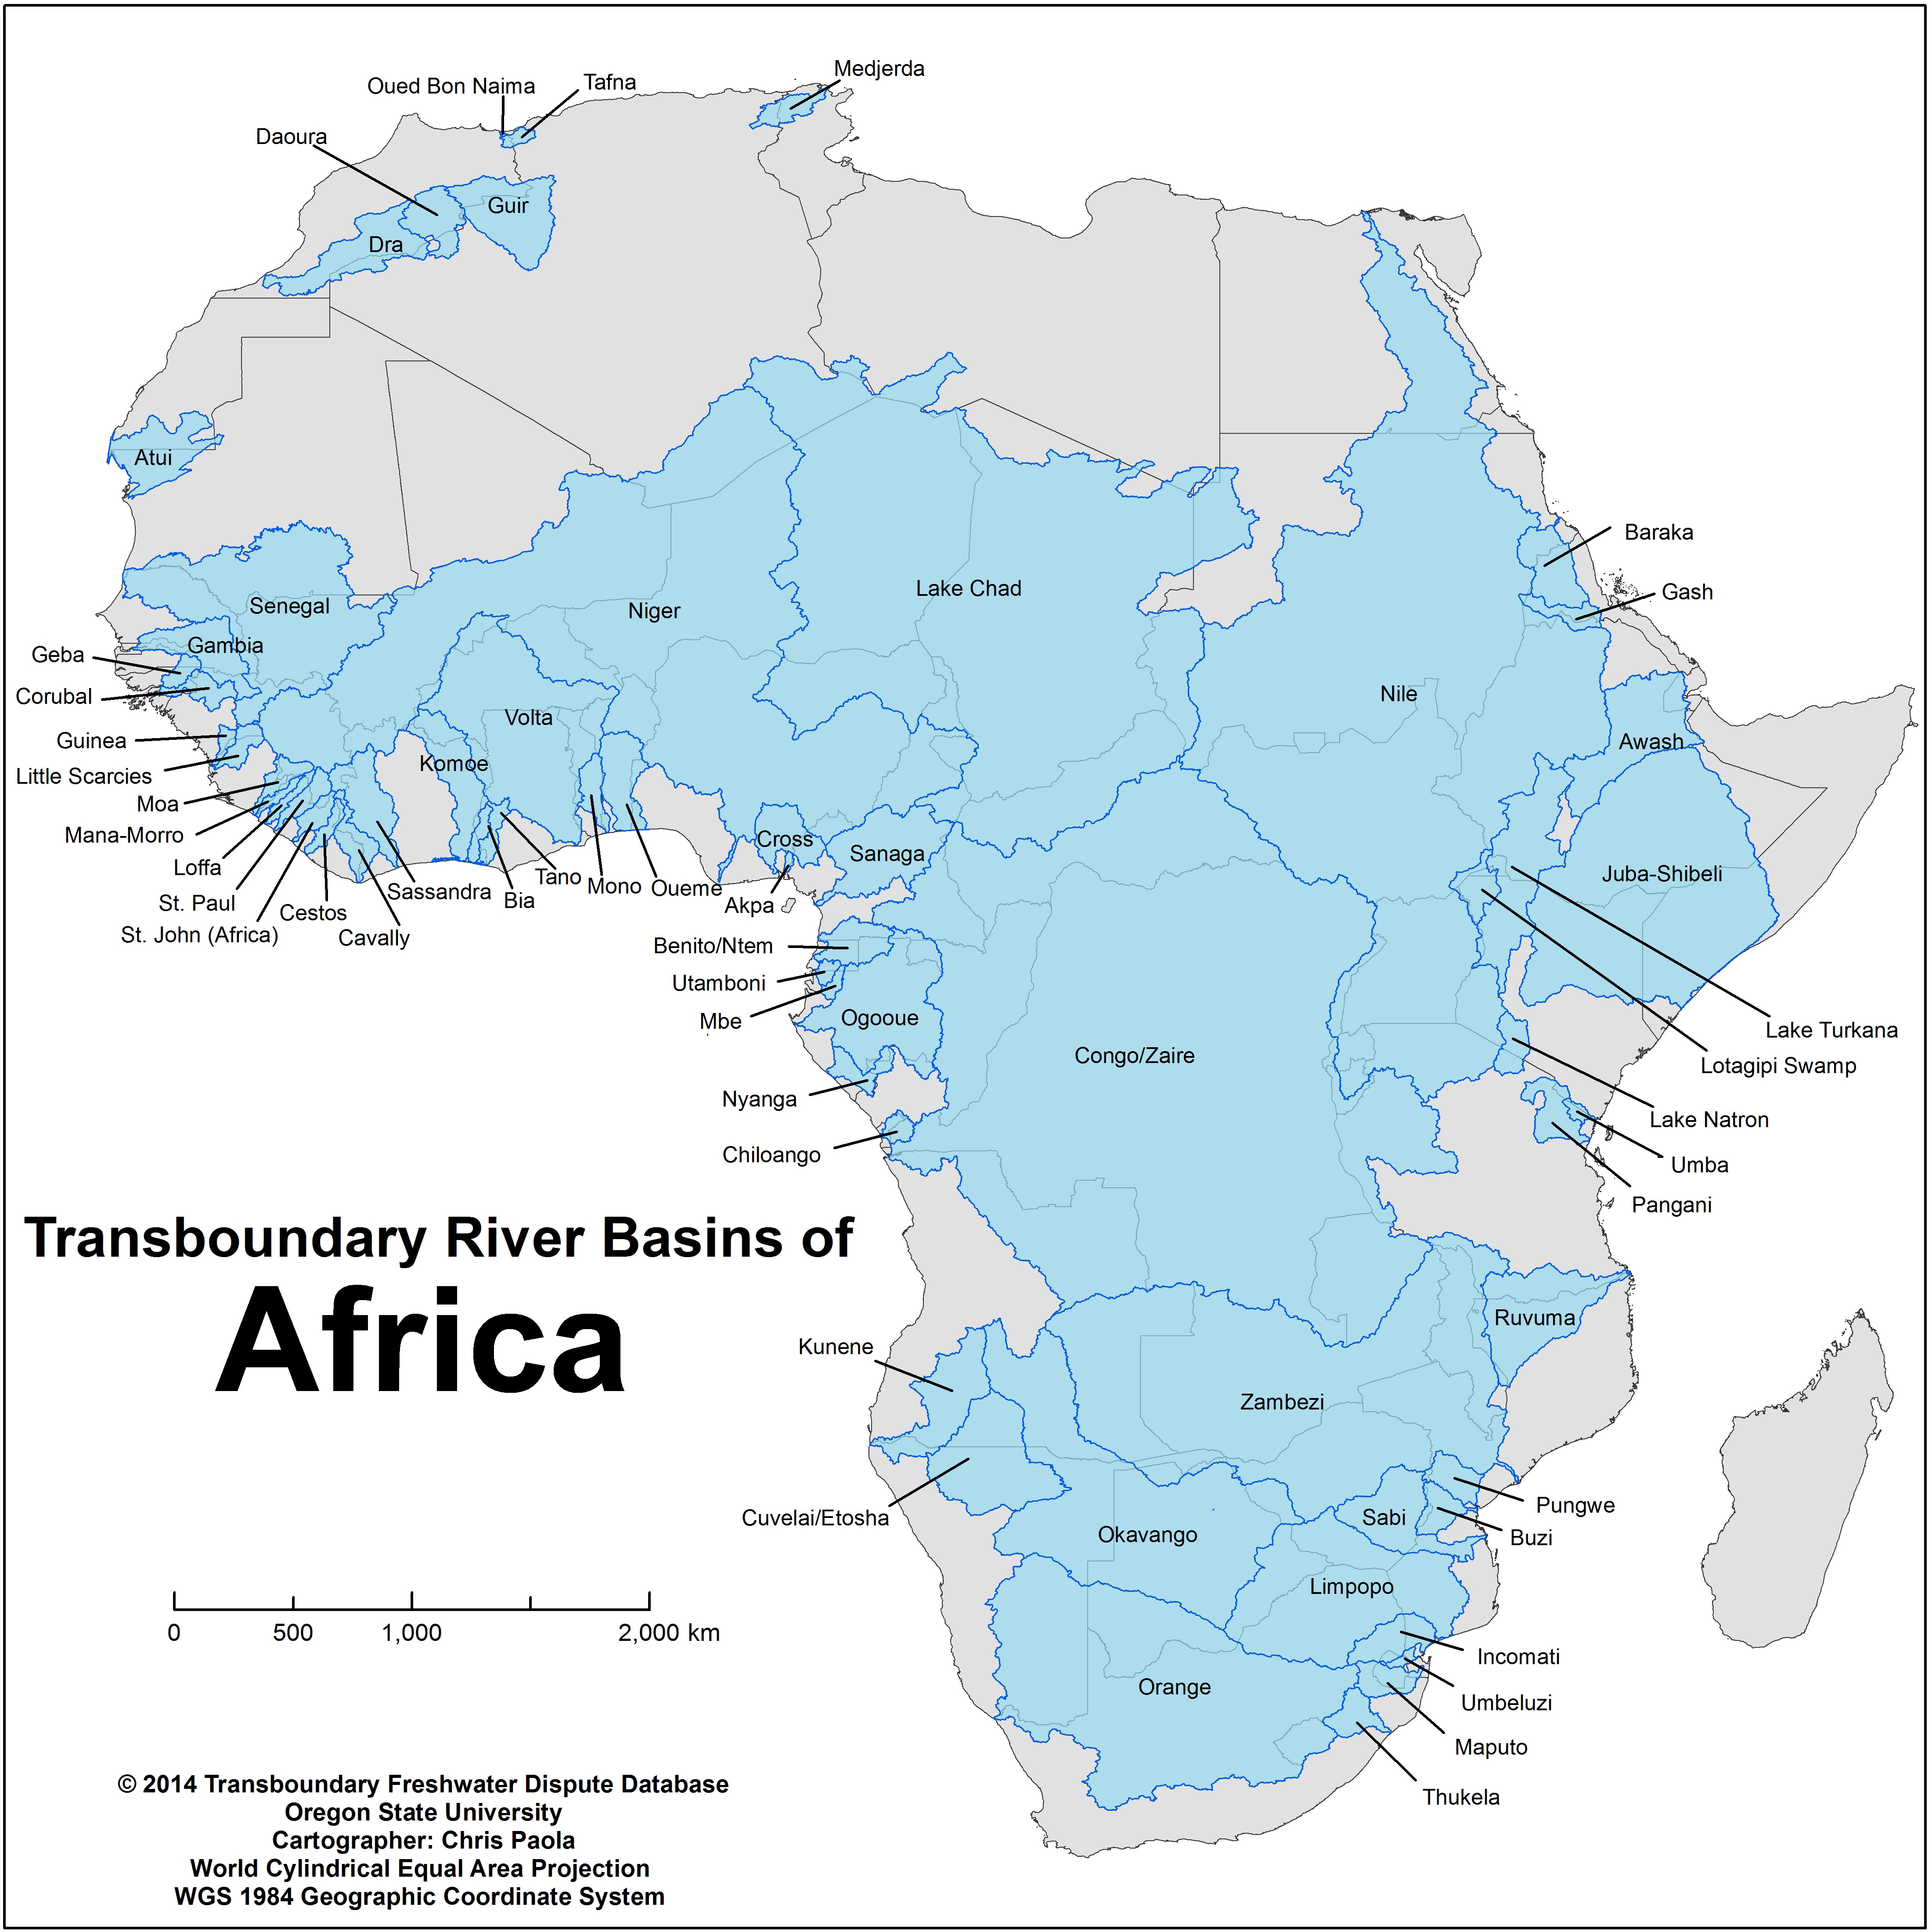 Medjerda
Tafna
Oued Bon Naima
Daoura
Guir
Dra
Atui
Baraka
Lake Chad
Gash
Senegal
Niger
Gambia
Geba
Corubal
Nile
Volta
Guinea
Awash
Komoe
Little Scarcies
Moa
Mana-Morro
Cross
Sanaga
Loffa
Juba-Shibeli
Tano
Mono
Oueme
Sassandra
Bia
St. Paul
Akpa
Cestos
St. John (Africa)
Cavally
Benito/Ntem
Utamboni
Mbe
Ogooue
Lake Turkana
Congo/Zaire
Lotagipi Swamp
Nyanga
Lake Natron
Chiloango
Umba
Pangani
Transboundary River Basins of
Africa
Ruvuma
Kunene
Zambezi
Pungwe
Cuvelai/Etosha
Sabi
Okavango
Buzi
Limpopo
0 500 1,000 2,000 km
Incomati
Orange
Umbeluzi
Maputo
Thukela
© 2014 Transboundary Freshwater Dispute Database
Oregon State University
Cartographer: Chris Paola
World Cylindrical Equal Area Projection
WGS 1984 Geographic Coordinate System